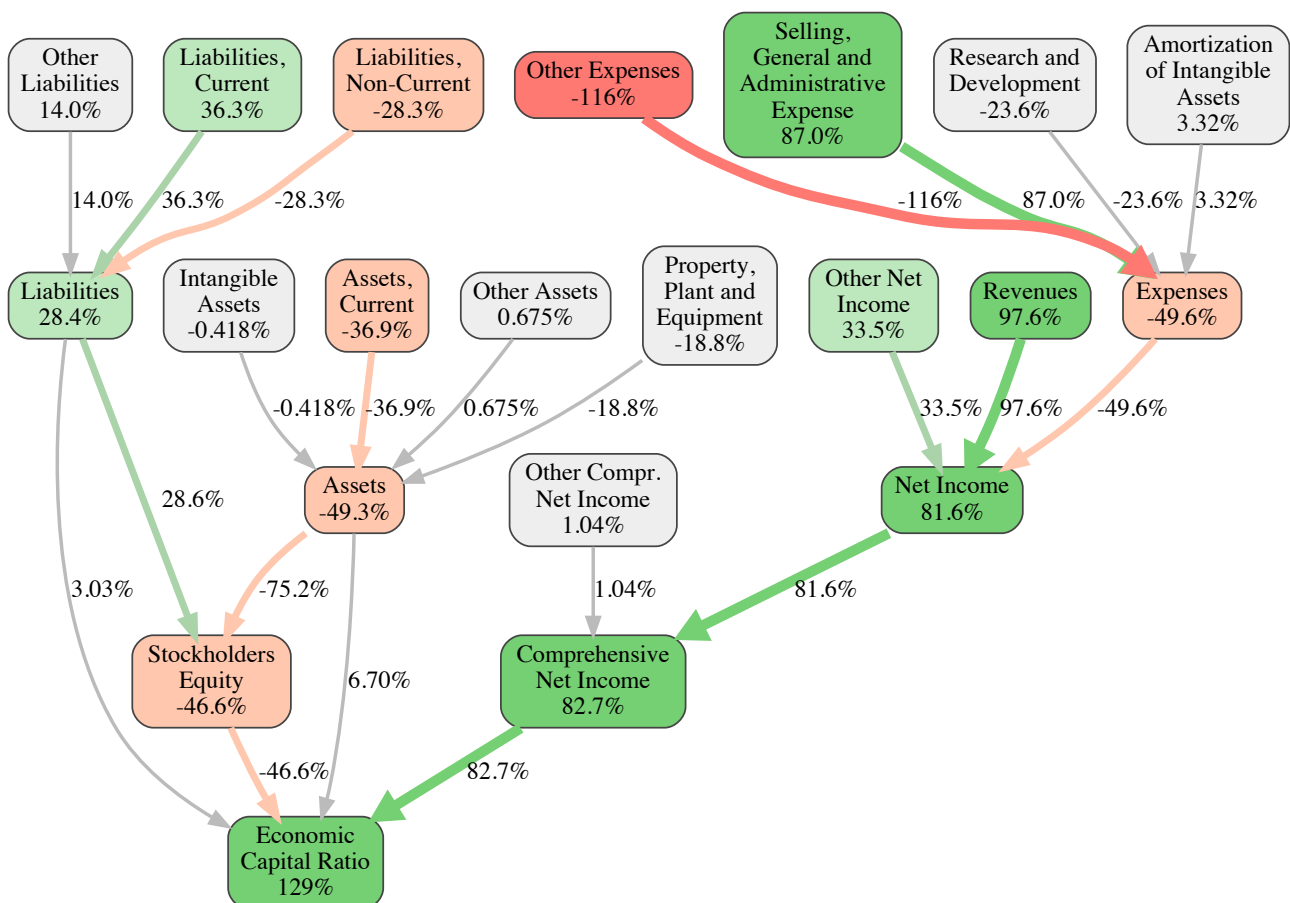 Other
Liabilities
14.0%
Liabilities,
Current
36.3%
Liabilities,
Non-Current
-28.3%
Other Expenses
-116%
Selling,
General and
Administrative
Expense
87.0%
Research and
Development
-23.6%
Amortization
of Intangible
Assets
3.32%
14.0%
36.3%
-28.3%
-116%
87.0%
-23.6%
3.32%
Liabilities
28.4%
Intangible
Assets
-0.418%
Assets,
Current
-36.9%
Other Assets
0.675%
Property,
Plant and
Equipment
-18.8%
Other Net
Income
33.5%
Revenues
97.6%
Expenses
-49.6%
-0.418%
-36.9%
0.675%
-18.8%
33.5%
97.6%
-49.6%
28.6%
Assets
-49.3%
Other Compr.
Net Income
1.04%
Net Income
81.6%
3.03%
-75.2%
1.04%
81.6%
Stockholders
Equity
-46.6%
6.70%
Comprehensive
Net Income
82.7%
-46.6%
82.7%
Economic
Capital Ratio
129%